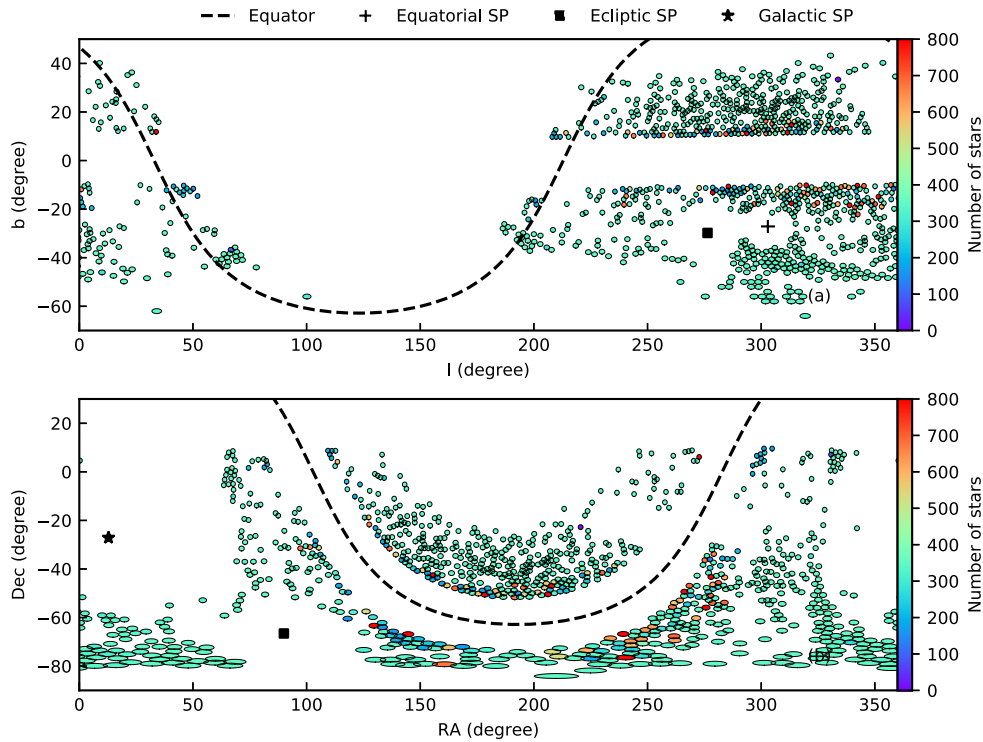 Equator Equatorial SP Ecliptic SP Galactic SP
40
20
0
−20
−40
−60
b (degree)
(a)
0 50 100 150 200 250 300 350
l (degree)
800
700
600
500
400
300
200
100
0
Number of stars
20
0
−20
−40
−60
−80
Dec (degree)
(b)
0 50 100 150 200 250 300 350
RA (degree)
800
700
600
500
400
300
200
100
0
Number of stars